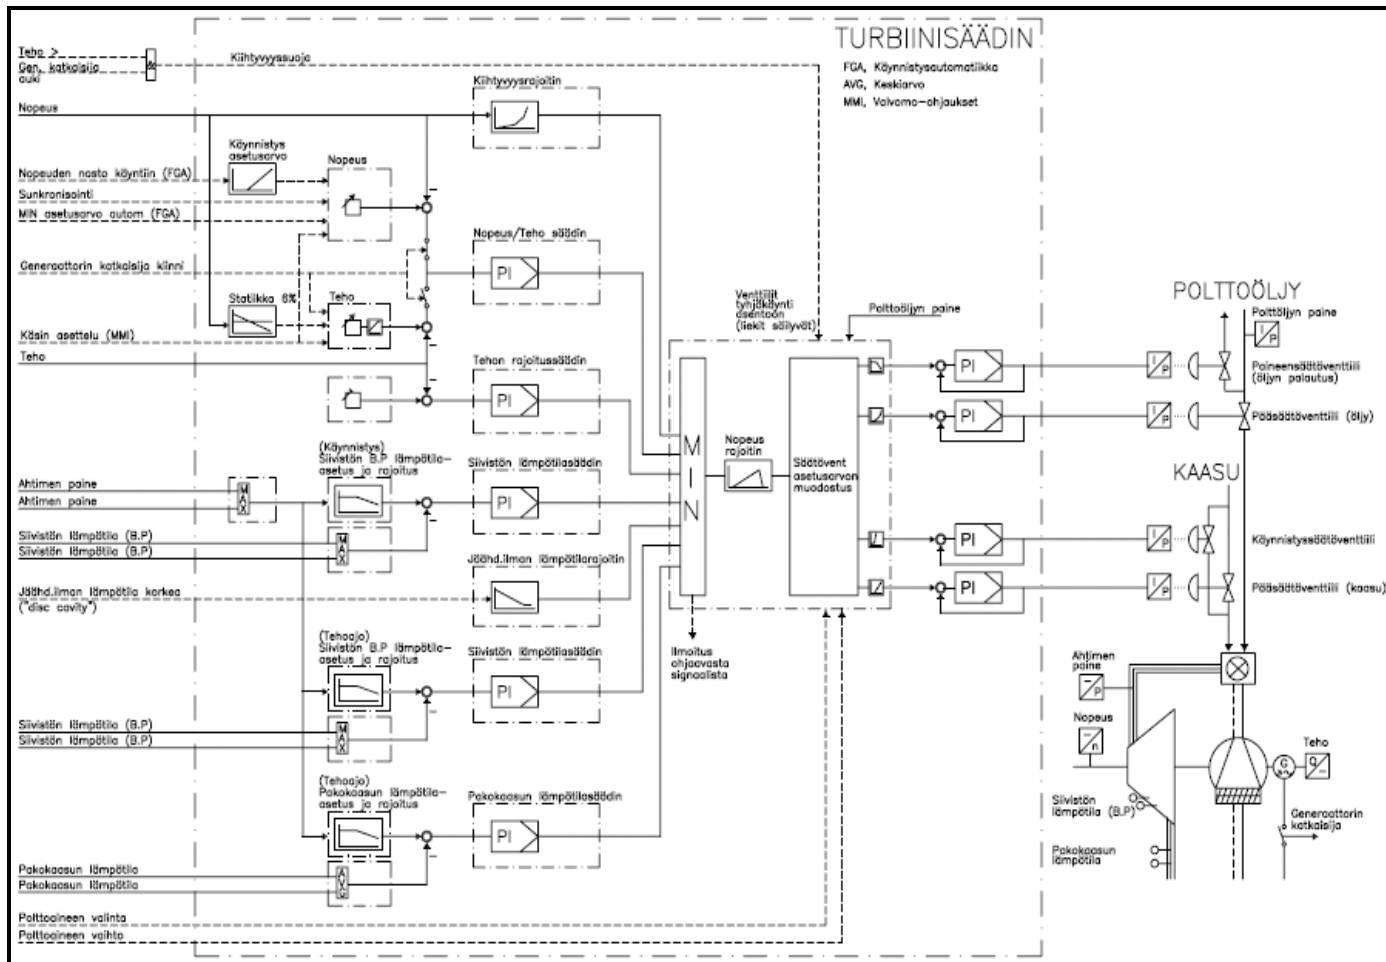 TURBIINISÄÄDIN
FGA, Käynnistysautomatiikka
AVG, Keskiarvo
MMI, Valvomo-ohjaukset
Teho >
Gen. katkaisija
auki
&
Kiihtyvyyssuoja
Nopeus
Kiihtyvyysrajoitin
Käynnistys
asetusarvo
Nopeus
Nopeuden nosto käyntiin (FGA)
Sunkronisointi
MIN asetusarvo autom (FGA)
Nopeus/Teho säädin
PI
Generaattorin katkaisija kiinni
Statiikka 6%
Teho
Käsin asettelu (MMI)
Teho
Tehon rajoitussäädin
PI
Venttiilit
tyhjäkäynti
asentoon
(liekit säilyvät)
Polttoöljyn paine
(Käynnistys)
Siivistön B.P lämpötila-
asetus ja rajoitus
Siivistön lämpötilasäädin
PI
Ahtimen paine
Ahtimen paine
MAX
Siivistön lämpötila (B.P)
Siivistön lämpötila (B.P)
MAX
Jäähd.ilman lämpötilarajoitin
Jäähd.ilman lämpötila korkea
("disc cavity")
(Tehoajo)
Siivistön B.P lämpötila-
asetus ja rajoitus
Siivistön lämpötilasäädin
PI
Siivistön lämpötila (B.P)
Siivistön lämpötila (B.P)
MAX
(Tehoajo)
Pakokaasun lämpötila-
asetus ja rajoitus
Pakokaasun lämpötilasäädin
PI
Pakokaasun lämpötila
Pakokaasun lämpötila
AVG
Polttoaineen valinta
Polttoaineen vaihto
MIN
Nopeus
rajoitin
Säätövent
asetusarvon
muodostus
Ilmoitus
ohjaavasta
signaalista
PI
PI
PI
PI
I/P
I/P
I/P
I/P
POLTTOÖLJY
Polttöljyn paine
I/P
Paineensäätöventtiili
(öljyn palautus)
Pääsäätöventtiili (öljy)
KAASU
Käynnistyssäätöventtiili
Pääsäätöventtiili (kaasu)
Ahtimen
paine
P
Nopeus
n
Teho
G
Q
Siivistön
lämpötila (B.P)
Generaattorin
katkaisija
Pakokaasun
lämpötila